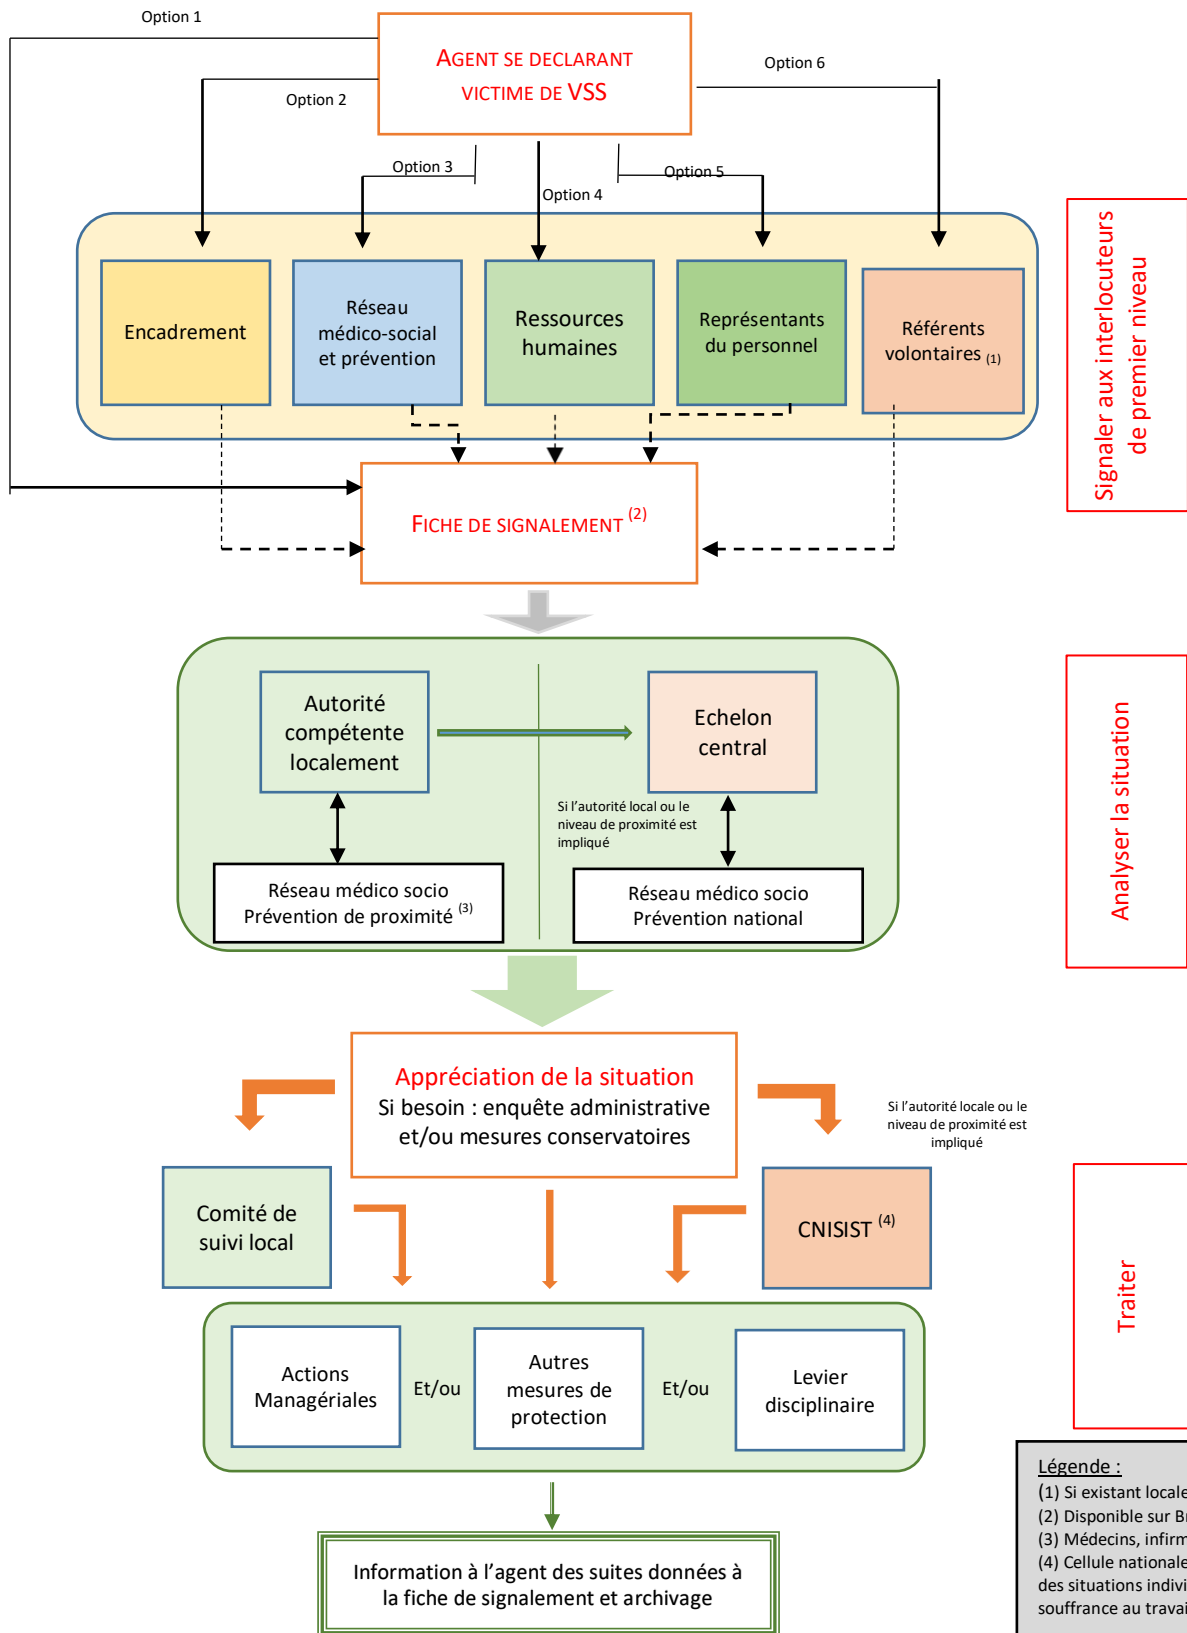 Option 1
AGENT SE DECLARANT
VICTIME DE VSS
Option 6
Option 2
Option 3
Option 5
Option 4
Signaler aux interlocuteurs
de premier niveau
Encadrement
Réseau
médico-social
et prévention
Ressources
humaines
Représentants
du personnel
Référents
volontaires (1)
FICHE DE SIGNALEMENT (2)
Analyser la situation
Autorité
compétente
localement
Echelon
central
Si l’autorité local ou le
niveau de proximité est
impliqué
Réseau médico socio
Prévention de proximité (3)
Réseau médico socio
Prévention national
Appréciation de la situation
Si besoin : enquête administrative
et/ou mesures conservatoires
Si l’autorité locale ou le
niveau de proximité est
impliqué
Traiter
Comité de
suivi local
CNISIST (4)
Actions
Managériales
Et/ou
Autres
mesures de
protection
Et/ou
Levier
disciplinaire
Légende :
(1) Si existant
(2) Disponible sur
(3) Médecins,
(4) Cellule nationale
des situations
souffrance au
Information à l’agent des suites données à
la fiche de signalement et archivage